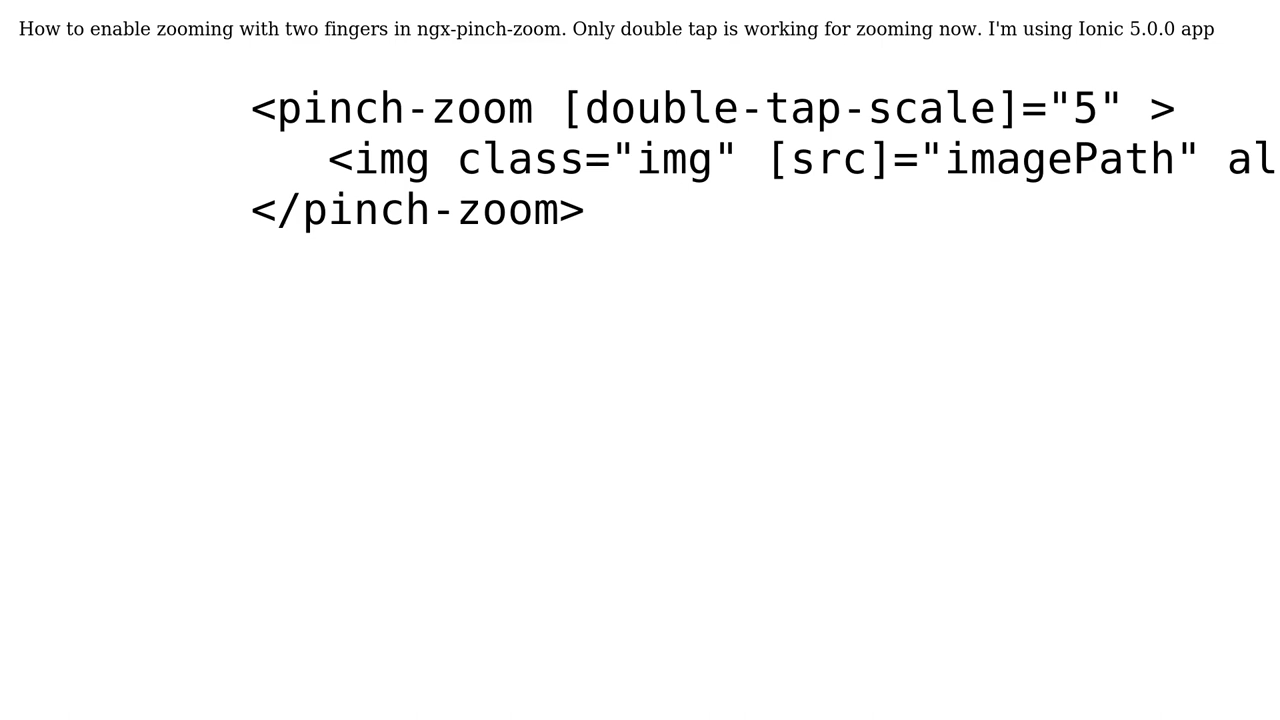 How to enable zooming with two fingers in ngx-pinch-zoom. Only double tap is working for zooming now. I'm using Ionic 5.0.0 app
<pinch-zoom [double-tap-scale]="5" >
<img class="img" [src]="imagePath" al
</pinch-zoom>